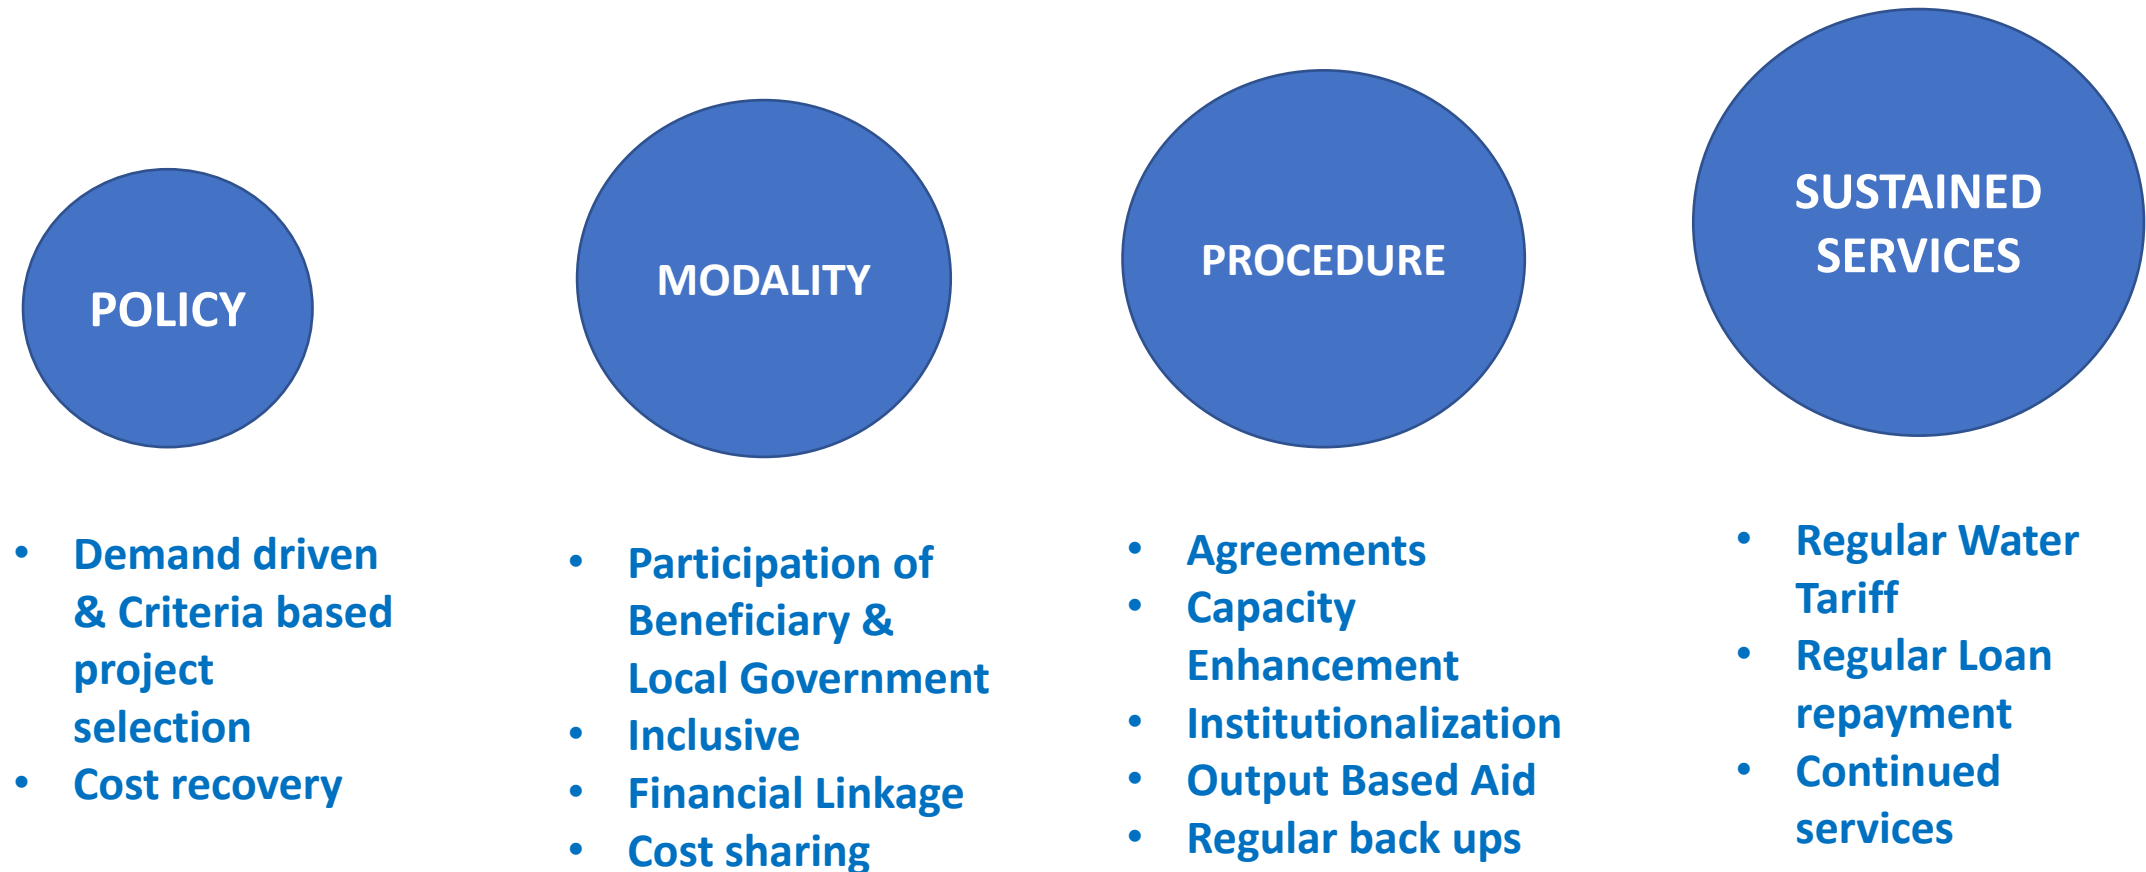 POLICY
• Demand driven
& Criteria based
project
selection
• Cost recovery
MODALITY
• Participation of
Beneficiary &
Local Government
• Inclusive
• Financial Linkage
• Cost sharing
PROCEDURE
• Agreements
• Capacity
Enhancement
• Institutionalization
• Output Based Aid
• Regular back ups
SUSTAINED
SERVICES
• Regular Water
Tariff
• Regular Loan
repayment
• Continued
services